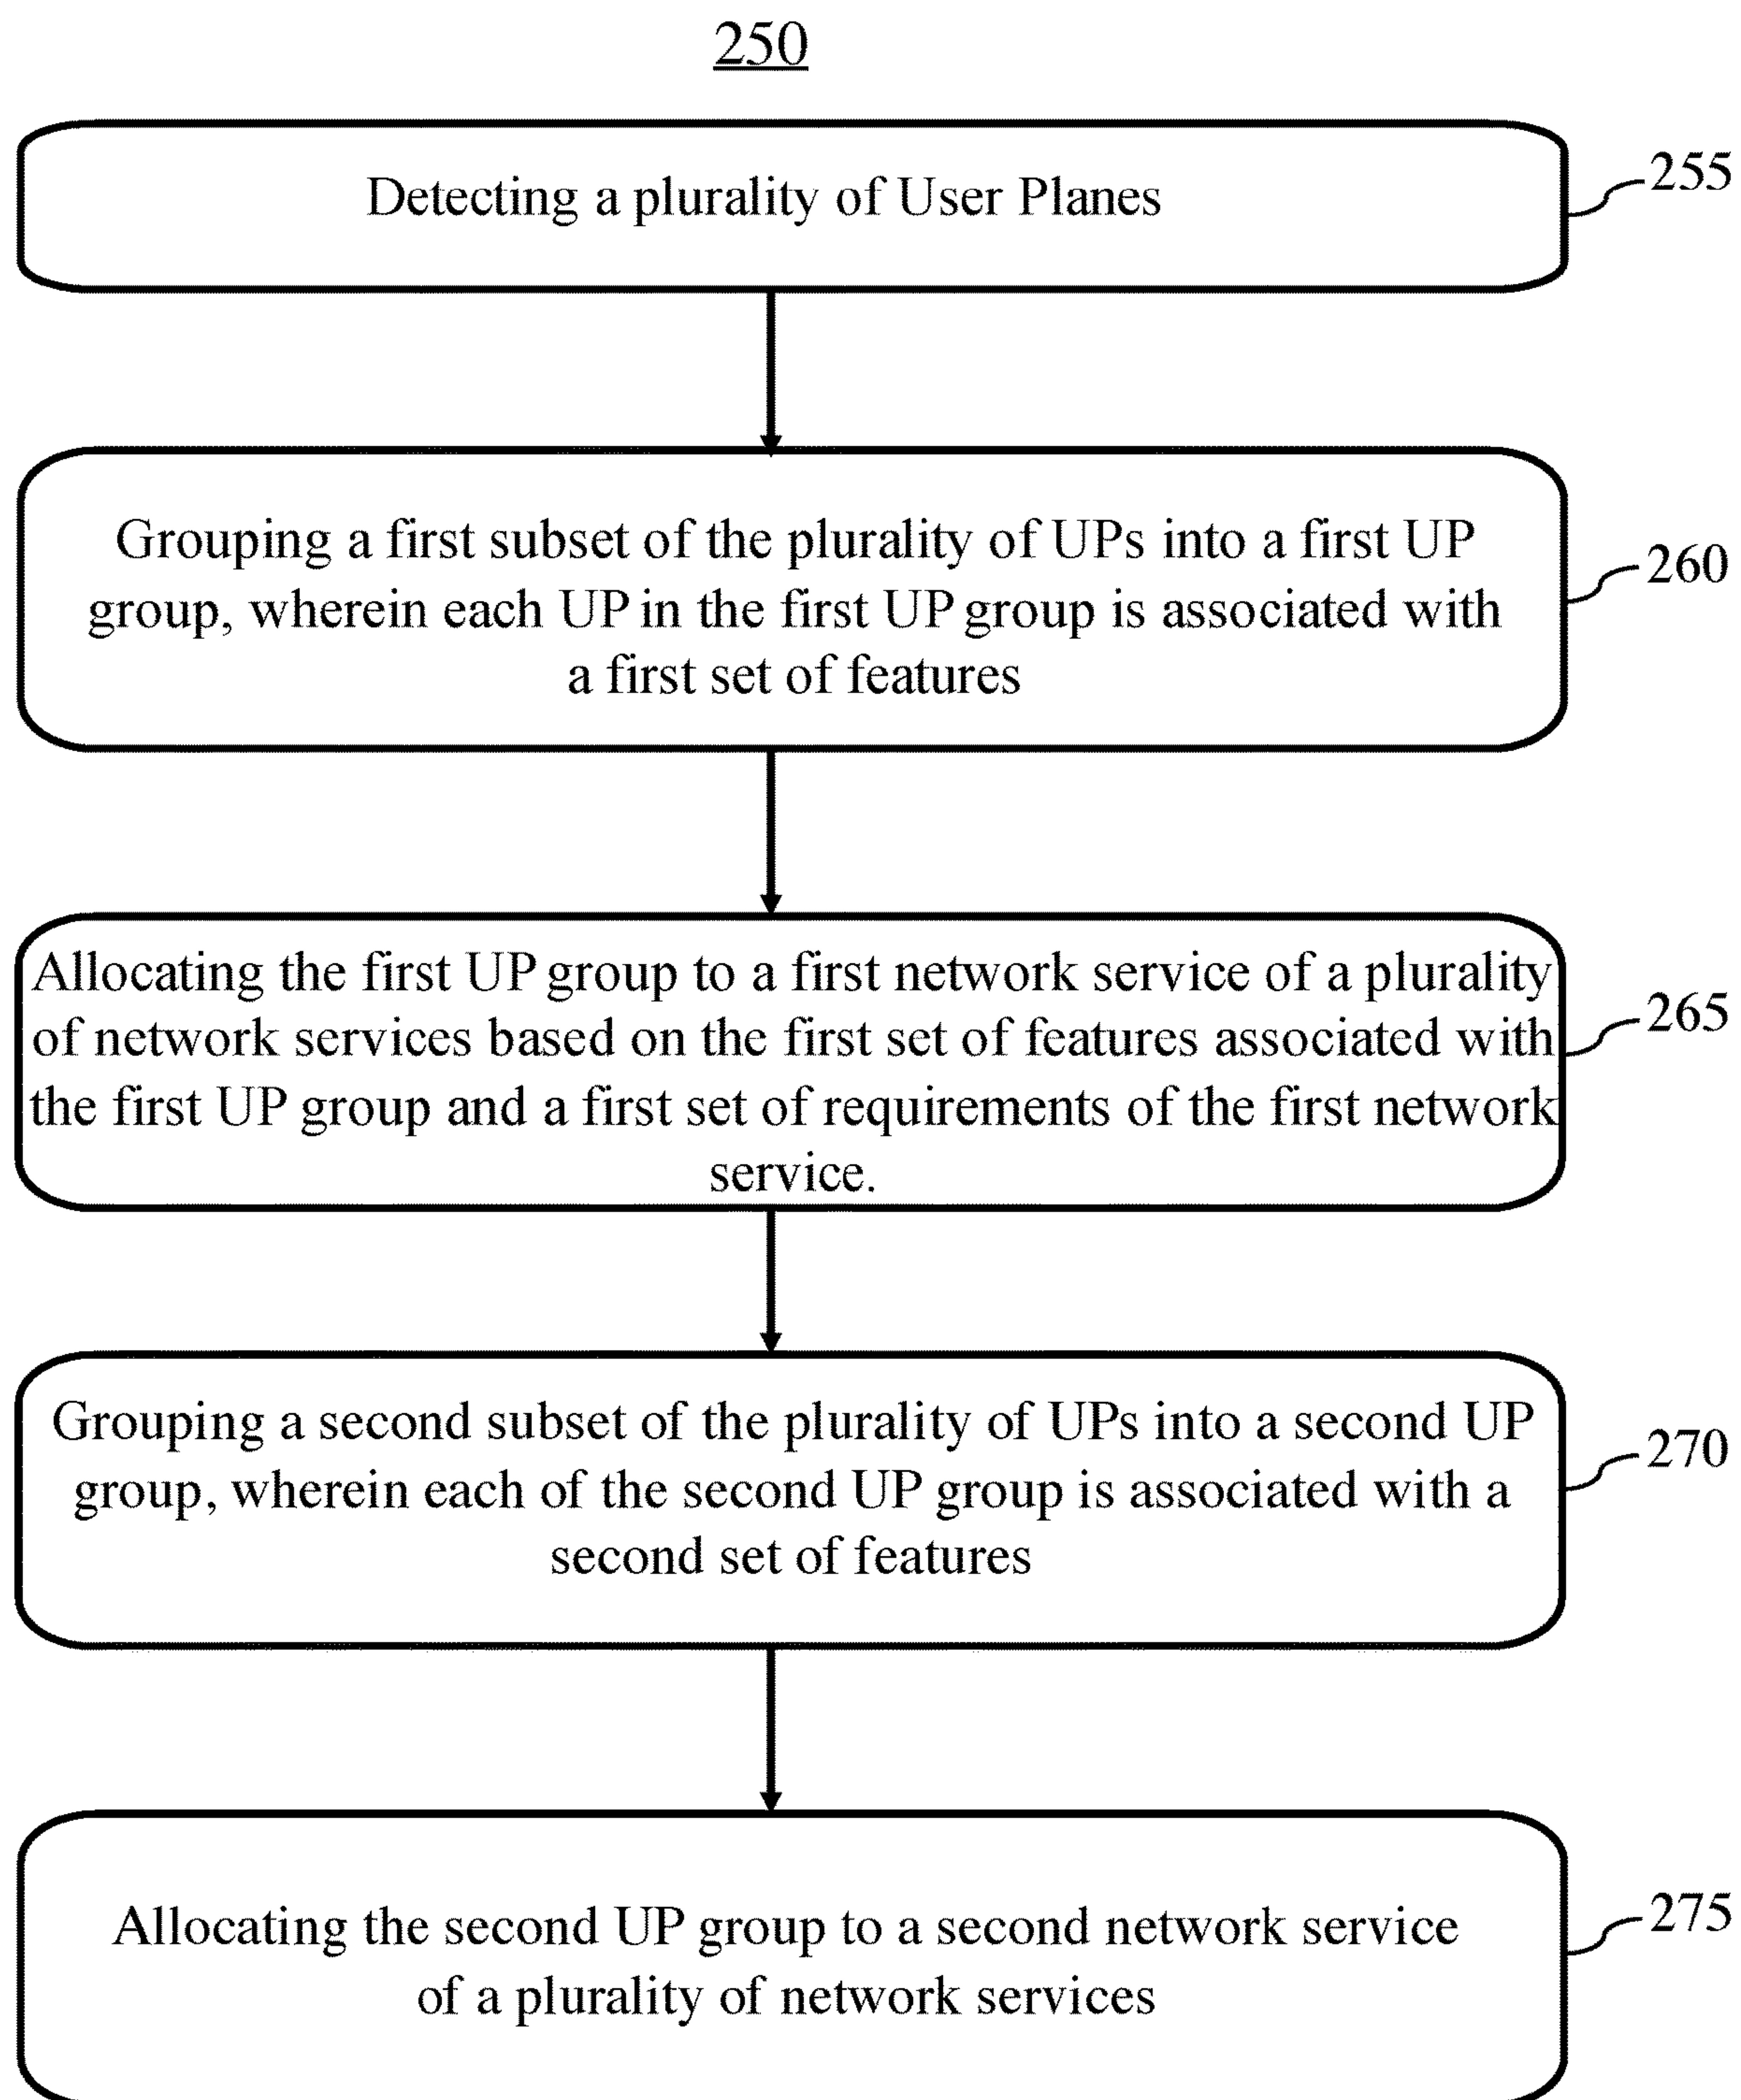 250
Detecting a plurality of User Planes
255
Grouping a first subset of the plurality of UPs into a first UP
group, wherein each UP in the first UP group is associated with
a first set of features
260
Allocating the first UP group to a first network service of a plurality
of network services based on the first set of features associated with
the first UP group and a first set of requirements of the first network
service.
265
Grouping a second subset of the plurality of UPs into a second UP
group, wherein each of the second UP group is associated with a
second set of features
270
Allocating the second UP group to a second network service
of a plurality of network services
275